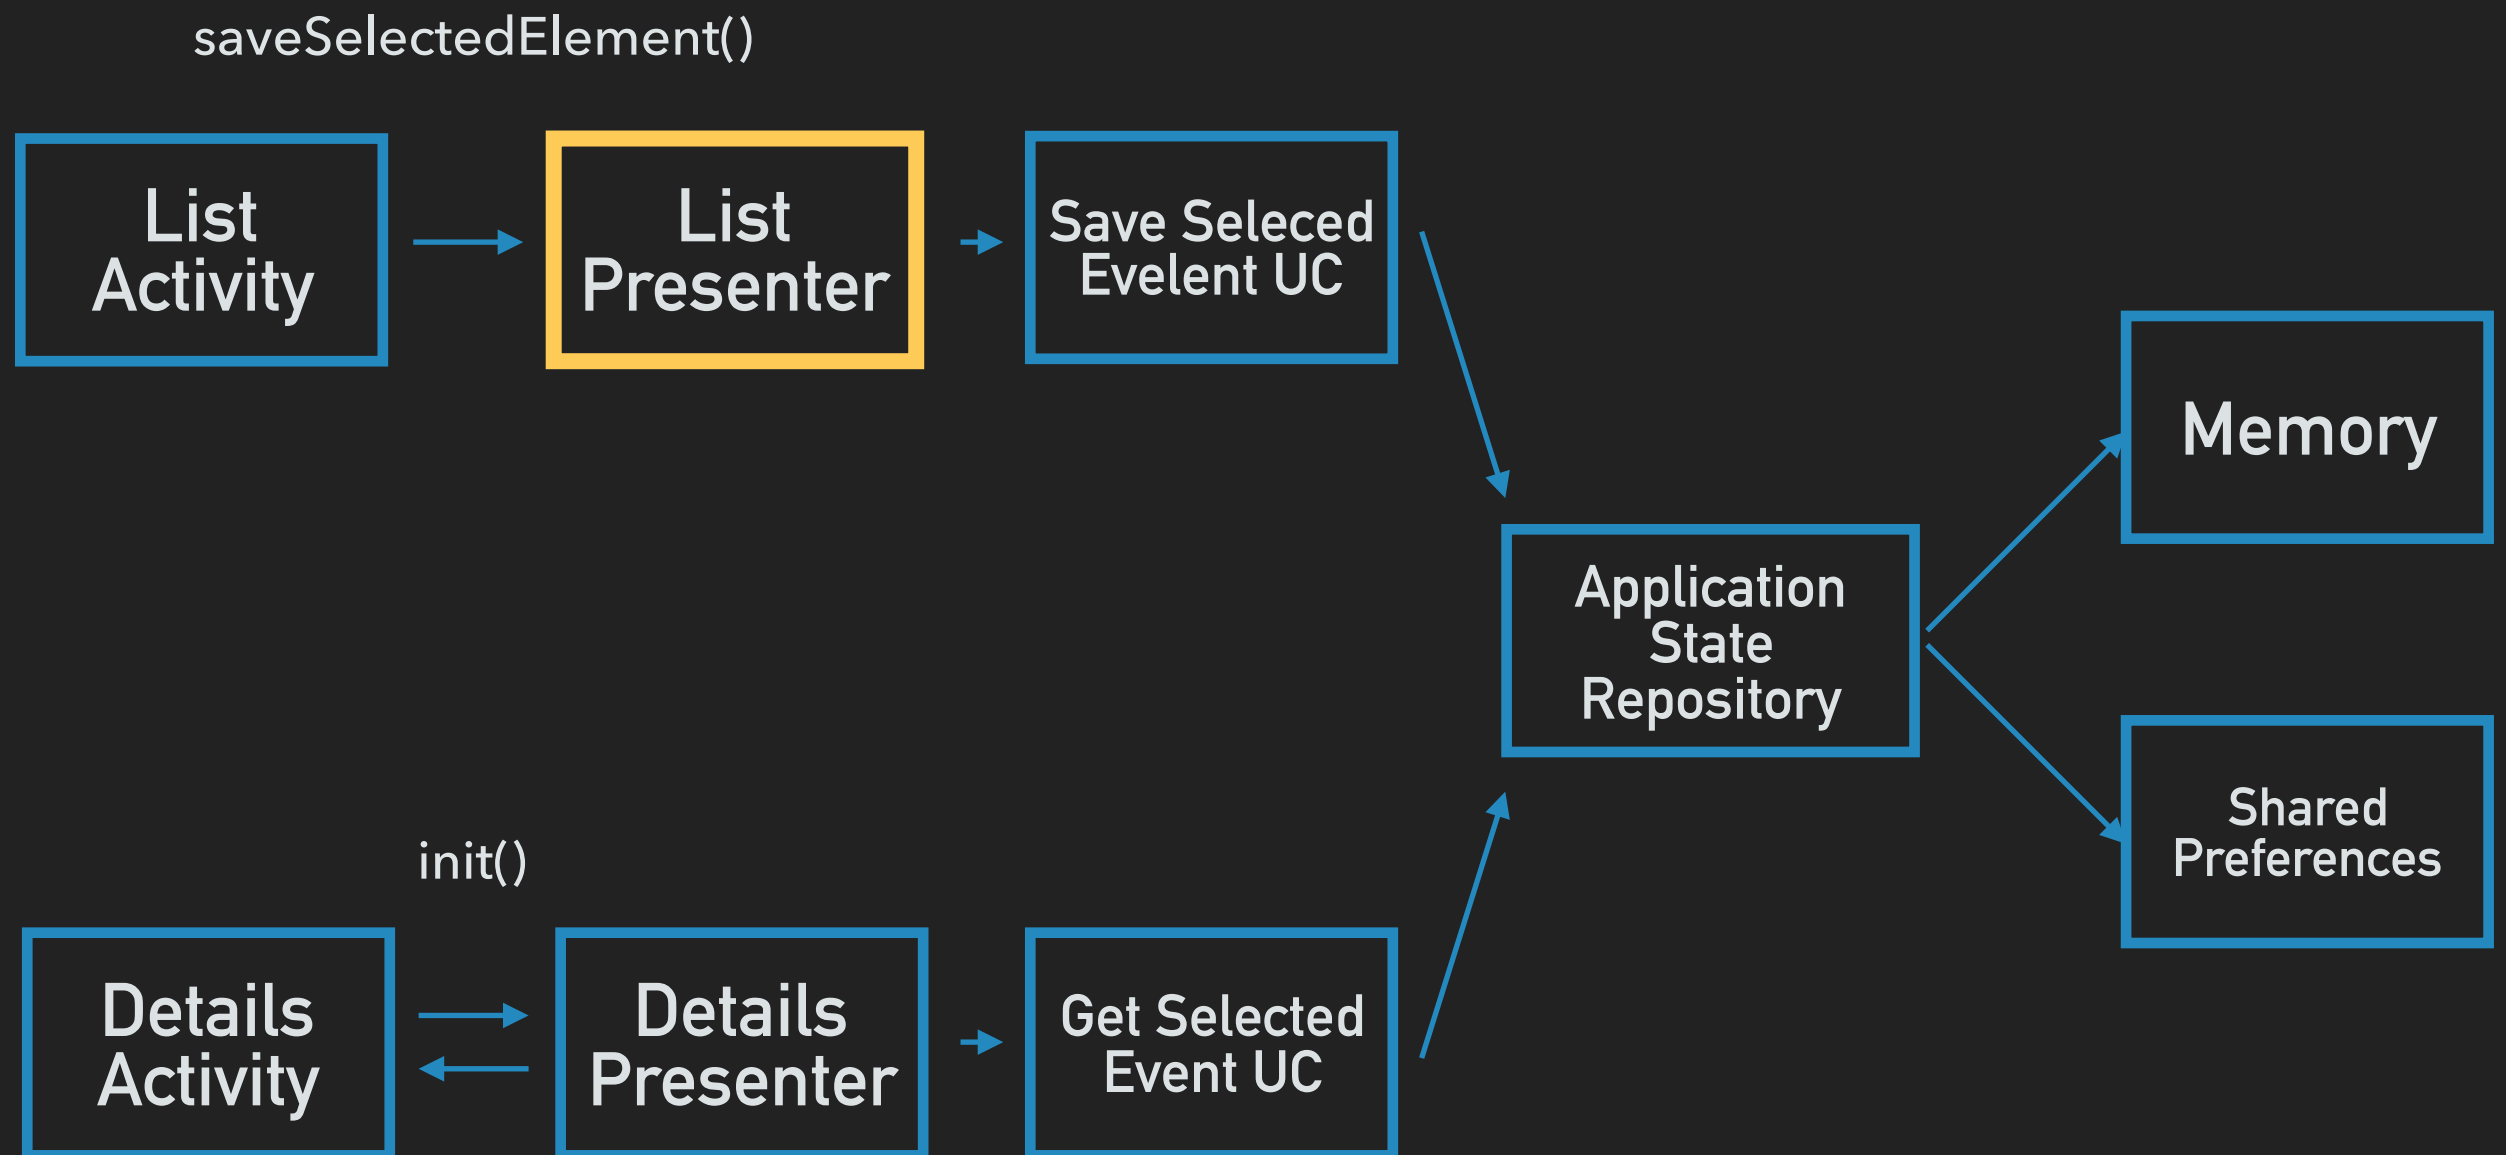 saveSelectedElement()
List
Activity
List
Presenter
Save Seleced
Evelent UC
Memory
Application
State
Repository
Shared
Preferences
init()
Details
Activity
Details
Presenter
Get Selected
Event UC